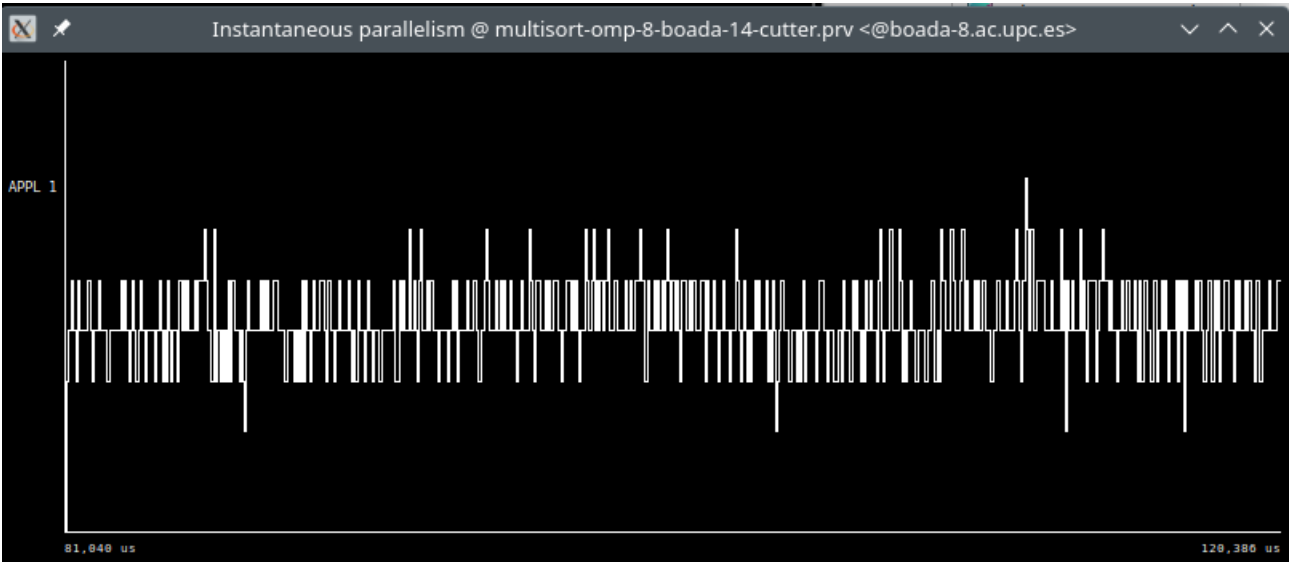 Instantaneous parallelism @ multisort-omp-8-boada-14-cutter.prv <@boada-8.ac.upc.es>
APPL 1
81,040 us
120,386 us